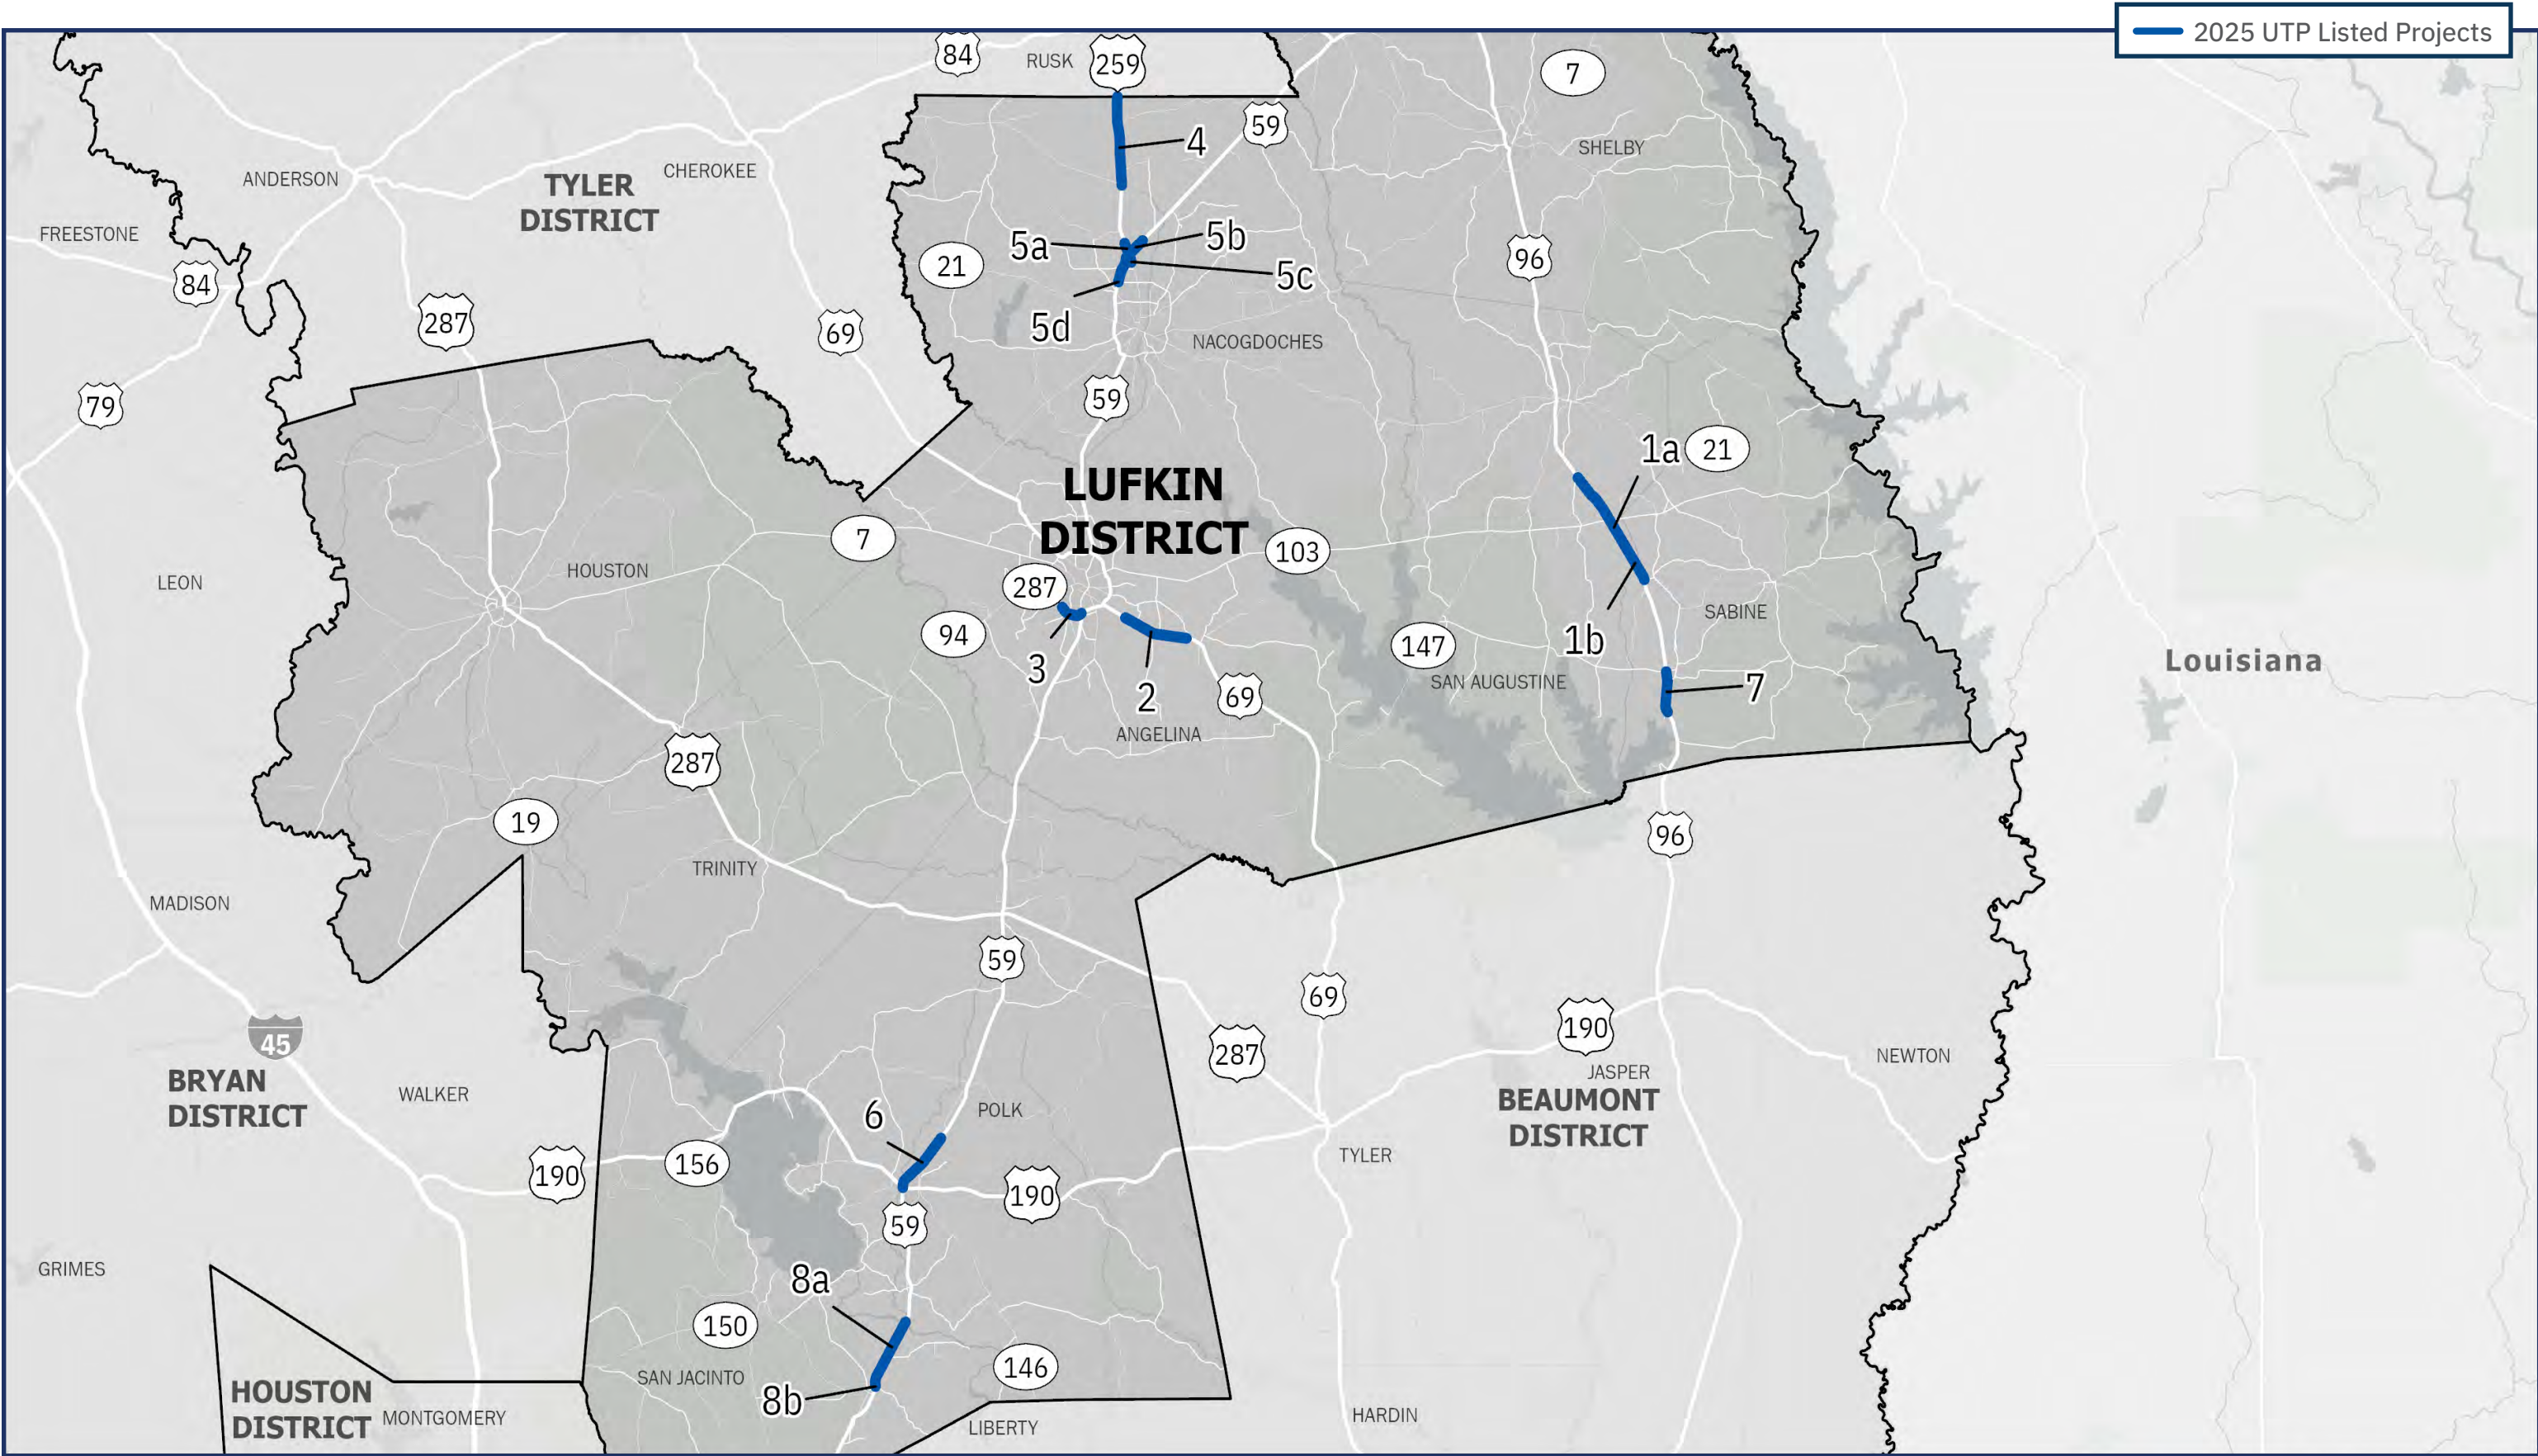 2025 UTP Listed Projects
84
RUSK
259
7
59
4
SHELBY
ANDERSON
TYLER
DISTRICT
CHEROKEE
FREESTONE
5a
5b
21
96
5c
84
287
69
5d
NACOGDOCHES
79
59
1a
21
LUFKIN
DISTRICT
7
103
HOUSTON
LEON
287
94
3
2
147
1b
SABINE
Louisiana
SAN AUGUSTINE
7
69
ANGELINA
287
19
96
TRINITY
MADISON
59
69
190
45
287
NEWTON
BRYAN
DISTRICT
WALKER
JASPER
BEAUMONT
DISTRICT
6
POLK
TYLER
156
190
190
59
GRIMES
8a
150
146
SAN JACINTO
8b
HOUSTON
DISTRICT
MONTGOMERY
LIBERTY
HARDIN